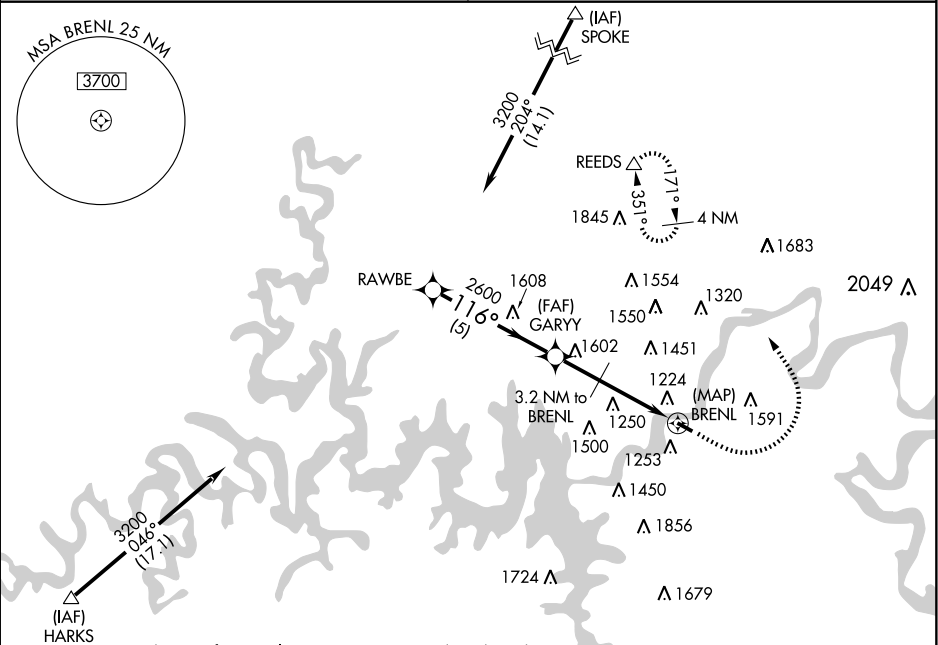 MSA BRENL 25 NM
3700
(IAF)
SPOKE
3200
204°
(14.1)
REEDS
351°
171°
4 NM
1845
1683
RAWBE
2600
116°
(5)
1608
(FAF)
GARYY
1554
1550
1320
2049
1602
1451
3.2 NM to
BRENL
1224
(MAP)
BRENL
1250
1591
1500
1253
1450
3200
046°
(17.1)
1856
1724
1679
(IAF)
HARKS